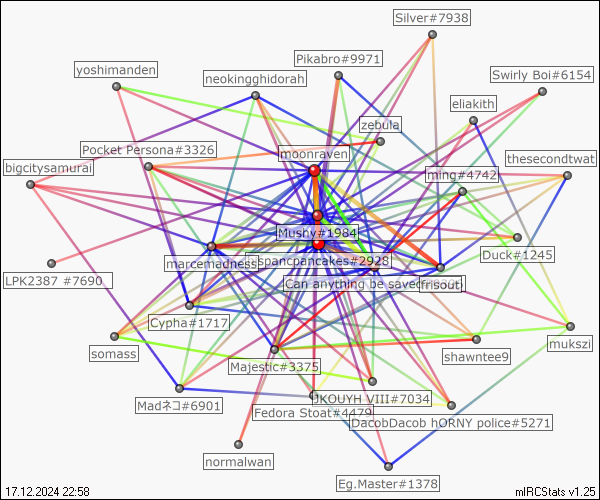 Silver#7938
Pikabro#9971
yoshimanden
neokingghidorah
Swirly Boi#6154
eliakith
zebula
Pocket Persona#3326
moonraven
thesecondtwat
bigcitysamurai
ming#4742
Mushy#1984
Duck#1245
marcemadness
spancpancakes#2928
LPK2387 #7690
Can anything be saved
frisout
Cypha#1717
mukszi
somass
shawntee9
Majestic#3375
Madネコ#6901
JKOUYH VIII#7034
Fedora Stoat#4479
DacobDacob hORNY police#5271
normalwan
Eg.Master#1378
17.12.2024 22:58
mIRCStats v1.25